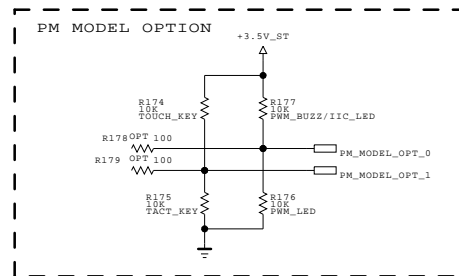 PM MODEL OPTION
+3.5V_ST
R174
10K
TOUCH_KEY
R177
10K
PWM_BUZZ/IIC_LED
R178 OPT 100
PM_MODEL_OPT_0
R179 OPT 100
PM_MODEL_OPT_1
R175
10K
TACT_KEY
R176
10K
PWM_LED